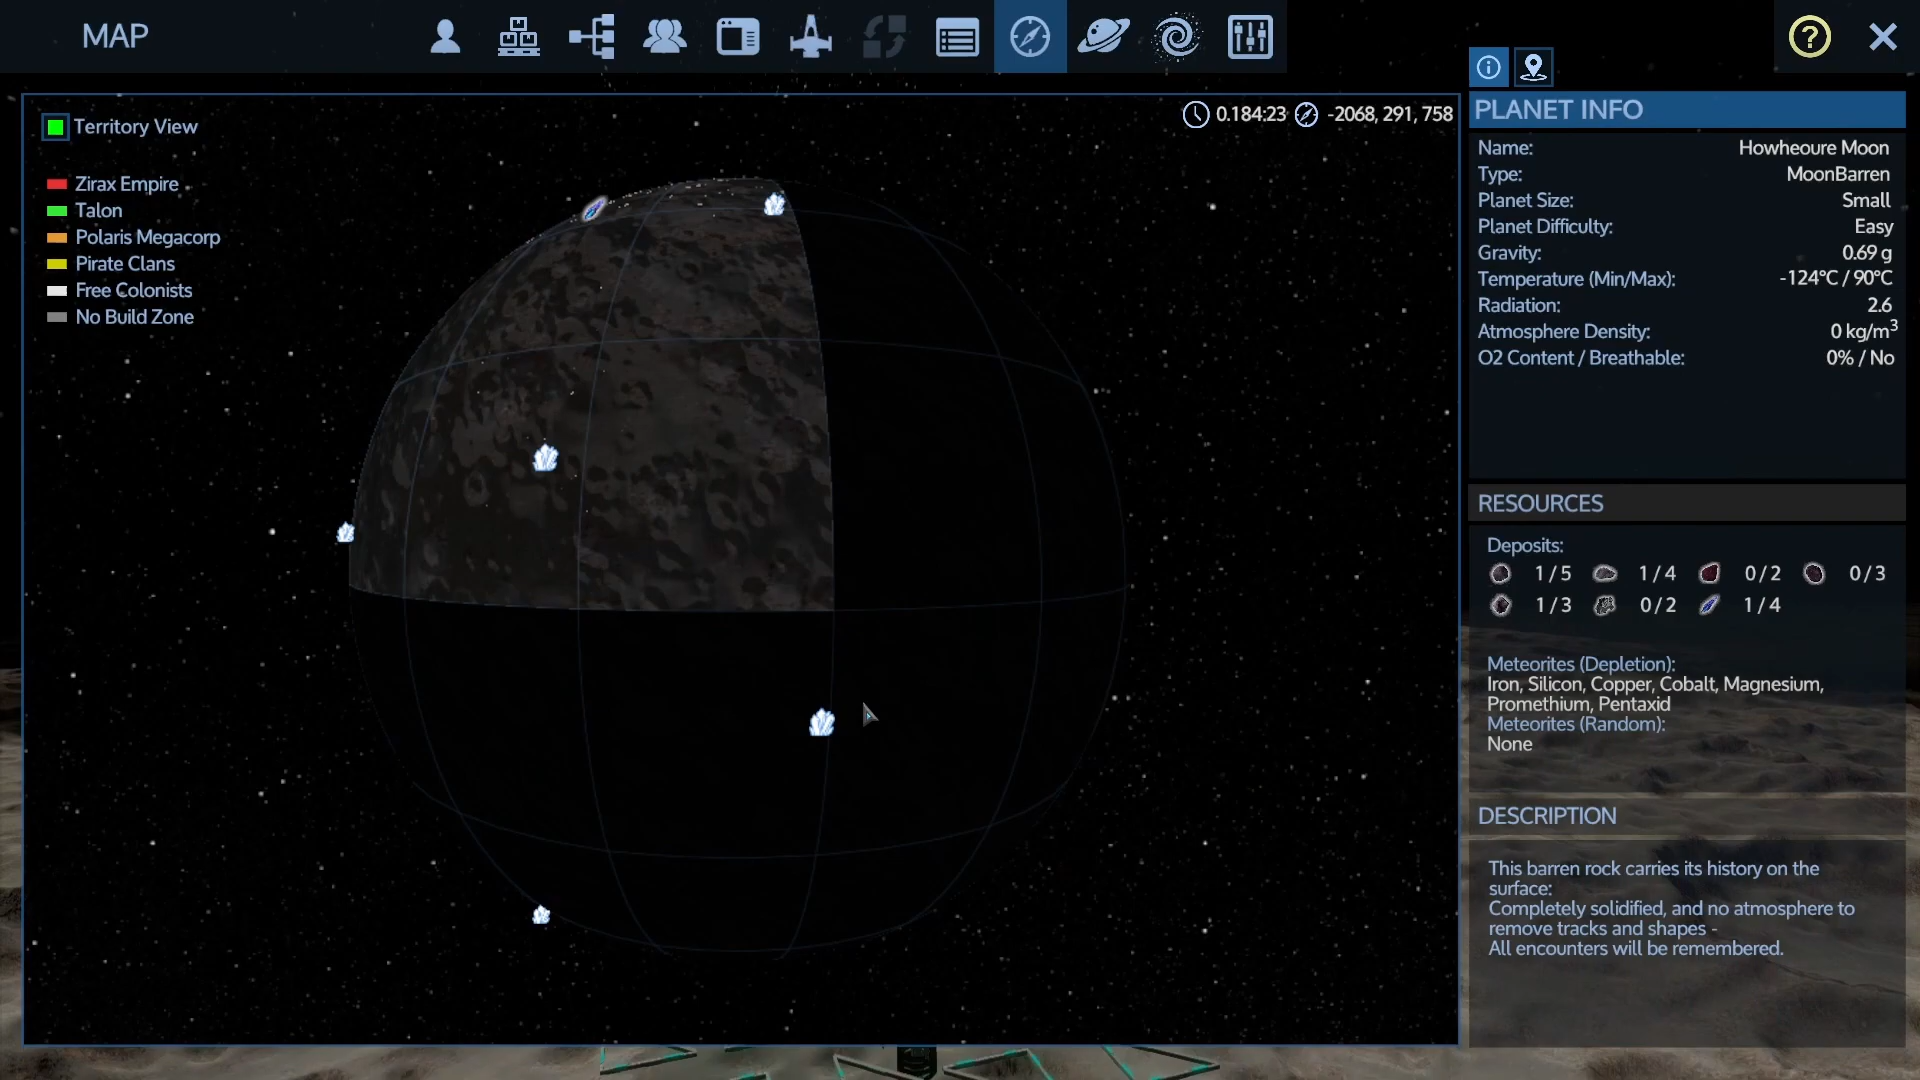 MAP
?
Territory View
0.184:23
-2068, 291, 758
Zirax Empire
Talon
Polaris Megacorp
Pirate Clans
Free Colonists
No Build Zone
PLANET INFO
Name: Howheoure Moon
Type: MoonBarren
Planet Size: Small
Planet Difficulty: Easy
Gravity: 0.69 g
Temperature (Min/Max): -124°C / 90°C
Radiation: 2.6
Atmosphere Density: 0 kg/m³
O2 Content / Breathable: 0% / No
RESOURCES
Deposits:
1 / 5 1 / 4 0 / 2 0 / 3
1 / 3 0 / 2 1 / 4
Meteorites (Depletion):
Iron, Silicon, Copper, Cobalt, Magnesium,
Promethium, Pentaxid
Meteorites (Random):
None
DESCRIPTION
This barren rock carries its history on the
surface:
Completely solidified, and no atmosphere to
remove tracks and shapes -
All encounters will be remembered.